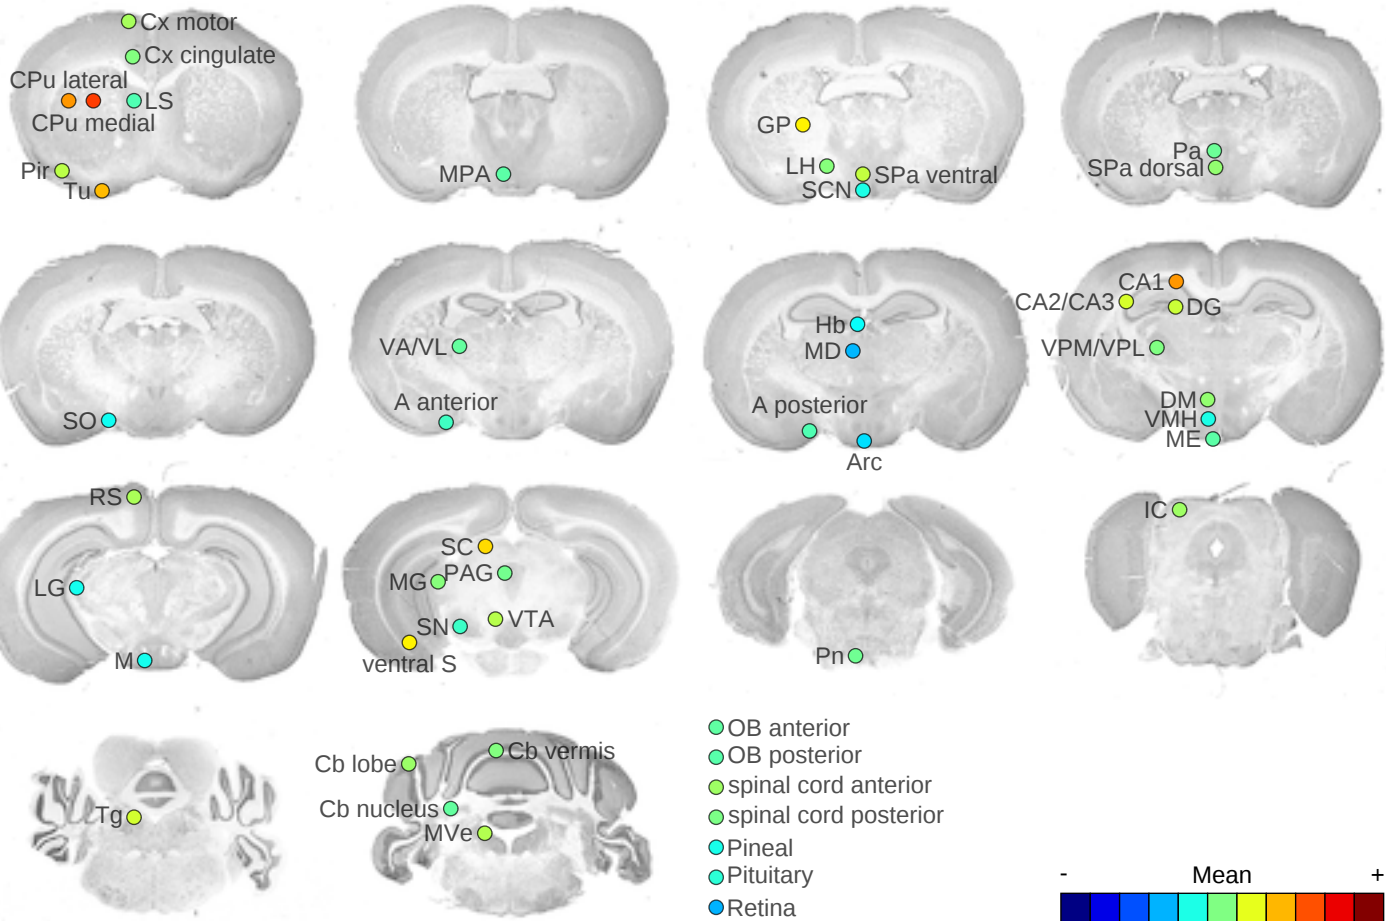 Cx motor
Cx cingulate
CPu lateral
LS
CPu medial
Pir
Tu
MPA
GP
LH
SPa ventral
SCN
Pa
SPa dorsal
SO
VA/VL
A anterior
Hb
MD
A posterior
Arc
CA1
CA2/CA3
DG
VPM/VPL
DM
VMH
ME
RS
LG
M
SC
PAG
MG
SN
VTA
ventral S
Pn
IC
Tg
Cb vermis
Cb lobe
Cb nucleus
MVe
OB anterior
OB posterior
spinal cord anterior
spinal cord posterior
Pineal
Pituitary
Retina
- Mean +